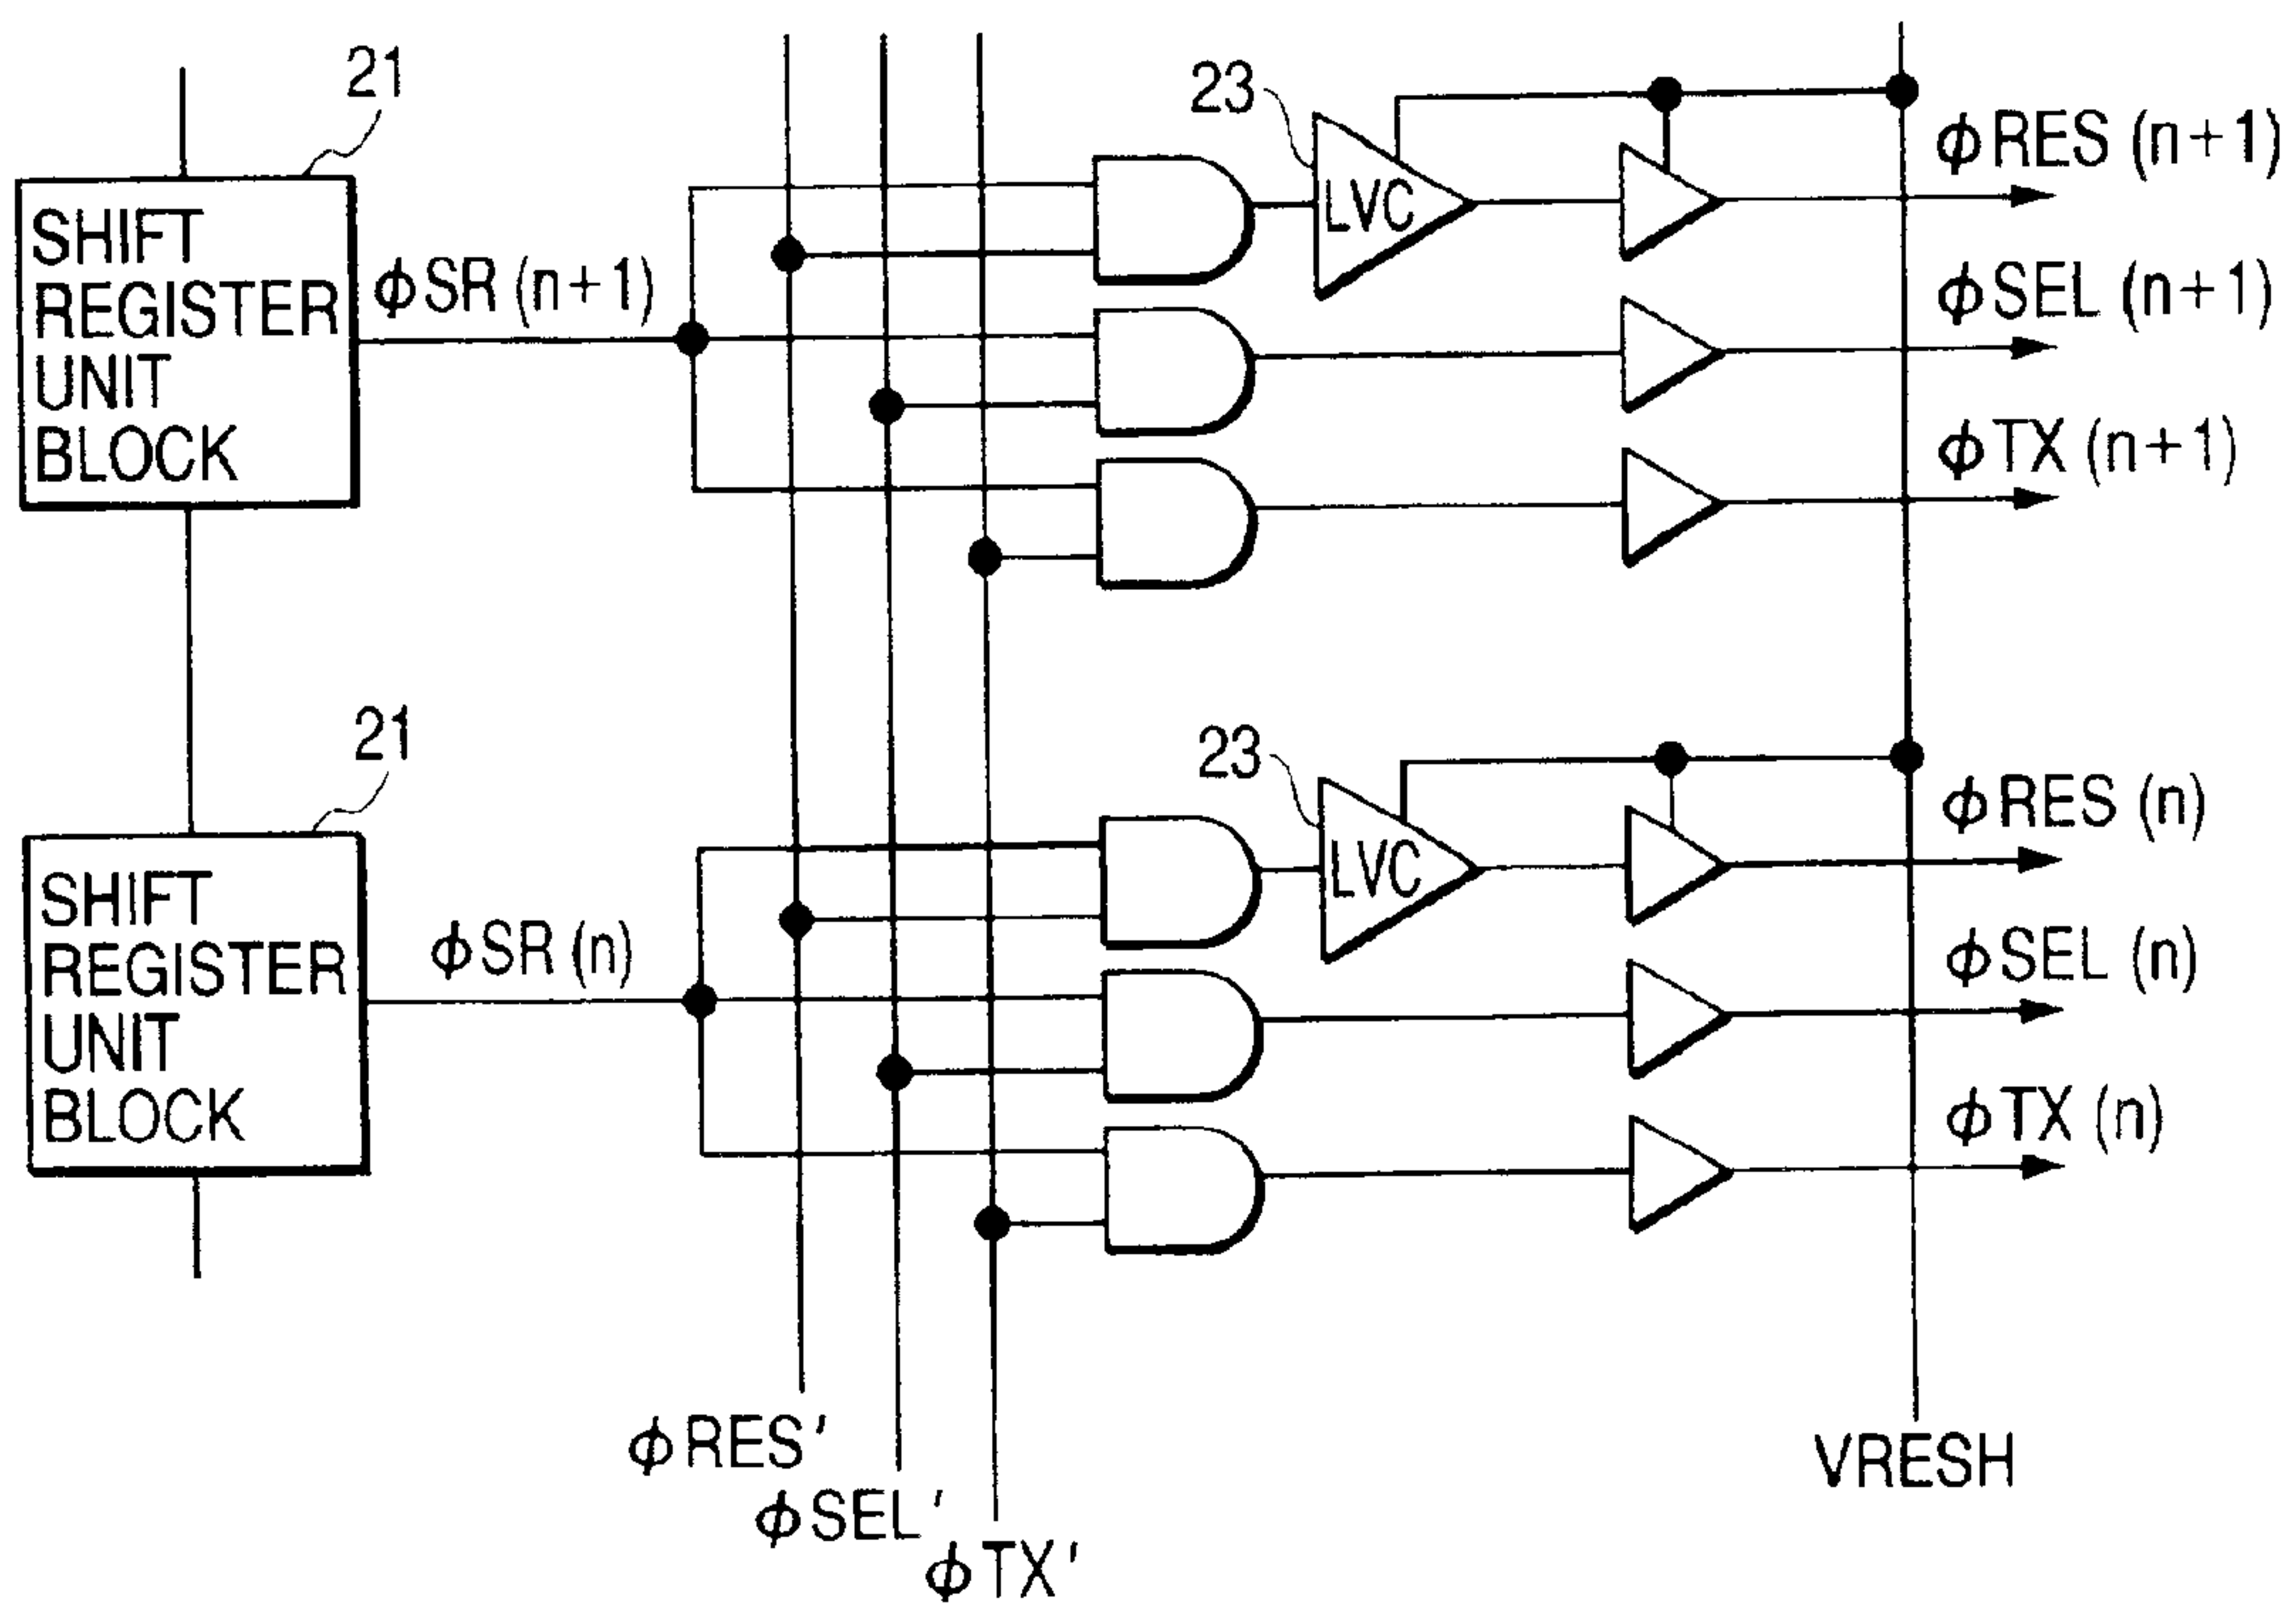 21
SHIFT
REGISTER
UNIT
BLOCK
ϕSR (n+1)
23
LVC
ϕRES (n+1)
ϕSEL (n+1)
ϕTX (n+1)
21
SHIFT
REGISTER
UNIT
BLOCK
ϕSR (n)
23
LVC
ϕRES (n)
ϕSEL (n)
ϕTX (n)
ϕRES'
ϕSEL'
ϕTX'
VRESH